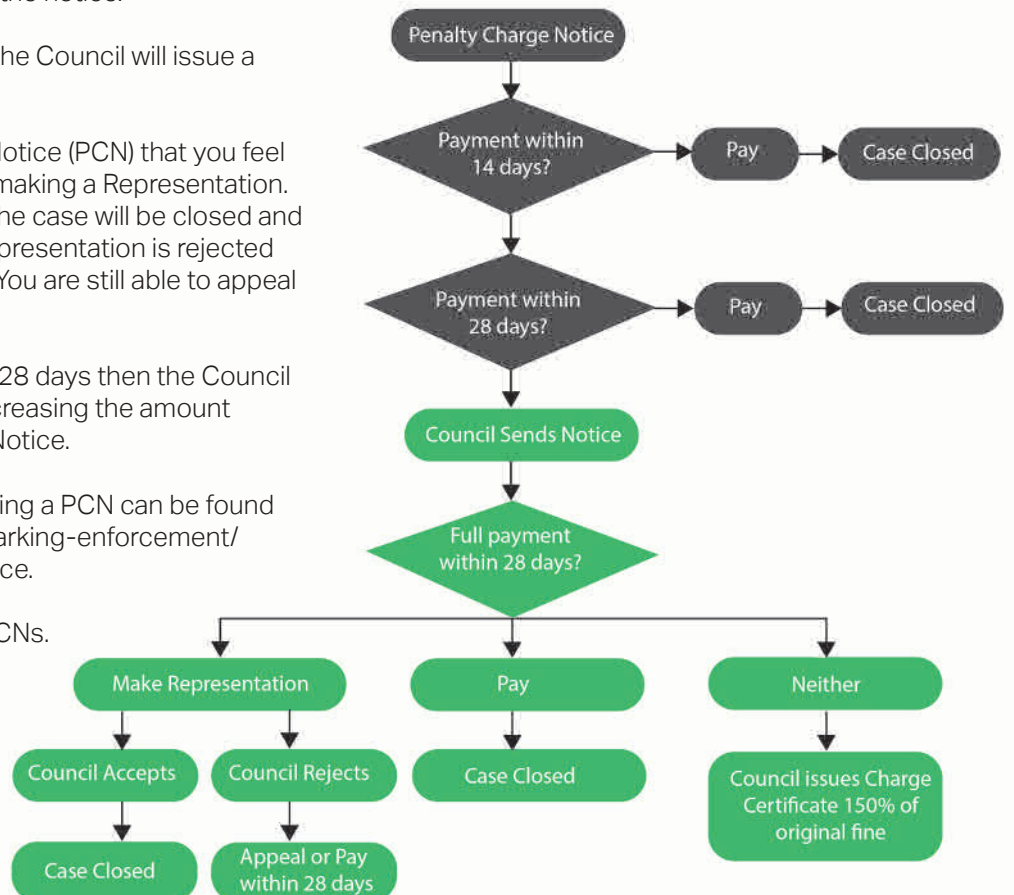 the notice.
he Council will issue a
otice (PCN) that you feel
making a Representation.
he case will be closed and
presentation is rejected
You are still able to appeal
28 days then the Council
creasing the amount
Notice.
ing a PCN can be found
arking-enforcement/
ce.
CNs.
Penalty Charge Notice
Payment within
14 days?
Pay
Case Closed
Payment within
28 days?
Pay
Case Closed
Council Sends Notice
Full payment
within 28 days?
Make Representation
Pay
Neither
Council Accepts
Council Rejects
Case Closed
Council issues Charge
Certificate 150% of
original fine
Case Closed
Appeal or Pay
within 28 days